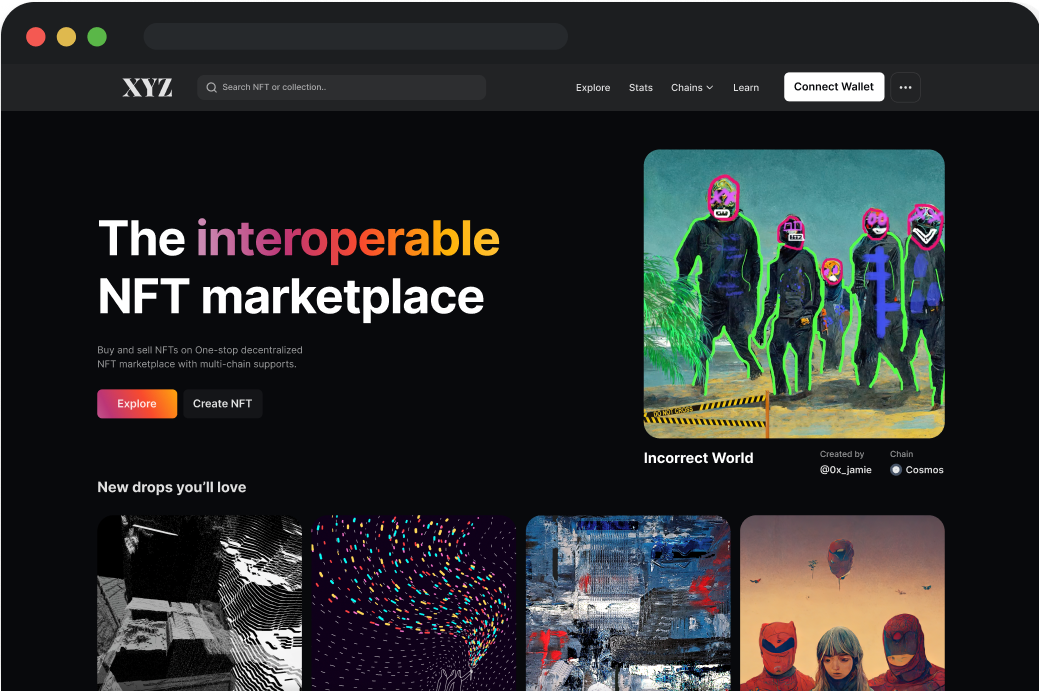 XYZ
Search NFT or collection..
Explore
Stats
Chains
Learn
Connect Wallet
The interoperable
NFT marketplace
Buy and sell NFTs on One-stop decentralized
NFT marketplace with multi-chain supports.
Explore
Create NFT
DO NOT CROSS
Incorrect World
Created by
@0x_jamie
Chain
Cosmos
New drops you'll love